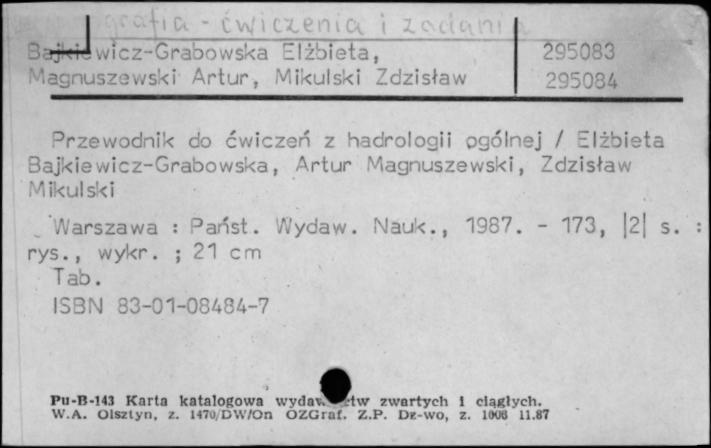 grafia - ćwiczenia i zadania
Bajkiewicz-Grabowska Elżbieta,
Magnuszewski Artur, Mikulski Zdzisław
295083
295084
Przewodnik do ćwiczeń z hadrologii ogólnej / Elżbieta
Bajkiewicz-Grabowska, Artur Magnuszewski, Zdzisław
Mikulski
Warszawa : Państ. Wydaw. Nauk., 1987. - 173, |2| s. :
rys., wykr. ; 21 cm
Tab.
ISBN 83-01-08484-7
Pu-B-143 Karta katalogowa wydaw tw zwartych i ciągłych.
W.A. Olsztyn, z. 1470/DW/On OZGraf. Z.P. Dz-wo, z. 1006 11.87